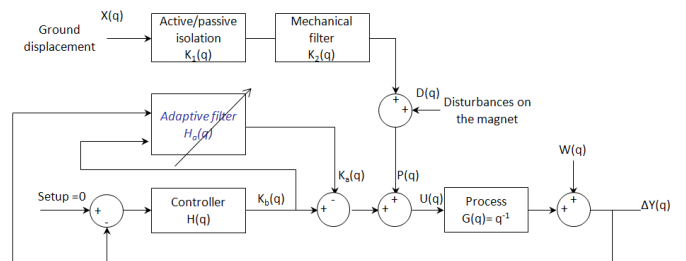 X(q)
Ground
displacement
Active/passive
isolation
K₁(q)
Mechanical
filter
K₂(q)
+
+
D(q)
Disturbances on
the magnet
Adaptive filter
Hₐ(q)
Kₐ(q)
P(q)
W(q)
Setup =0
+
-
Controller
H(q)
K_b(q)
+
-
+
+
U(q)
Process
G(q)= q⁻¹
+
+
ΔY(q)